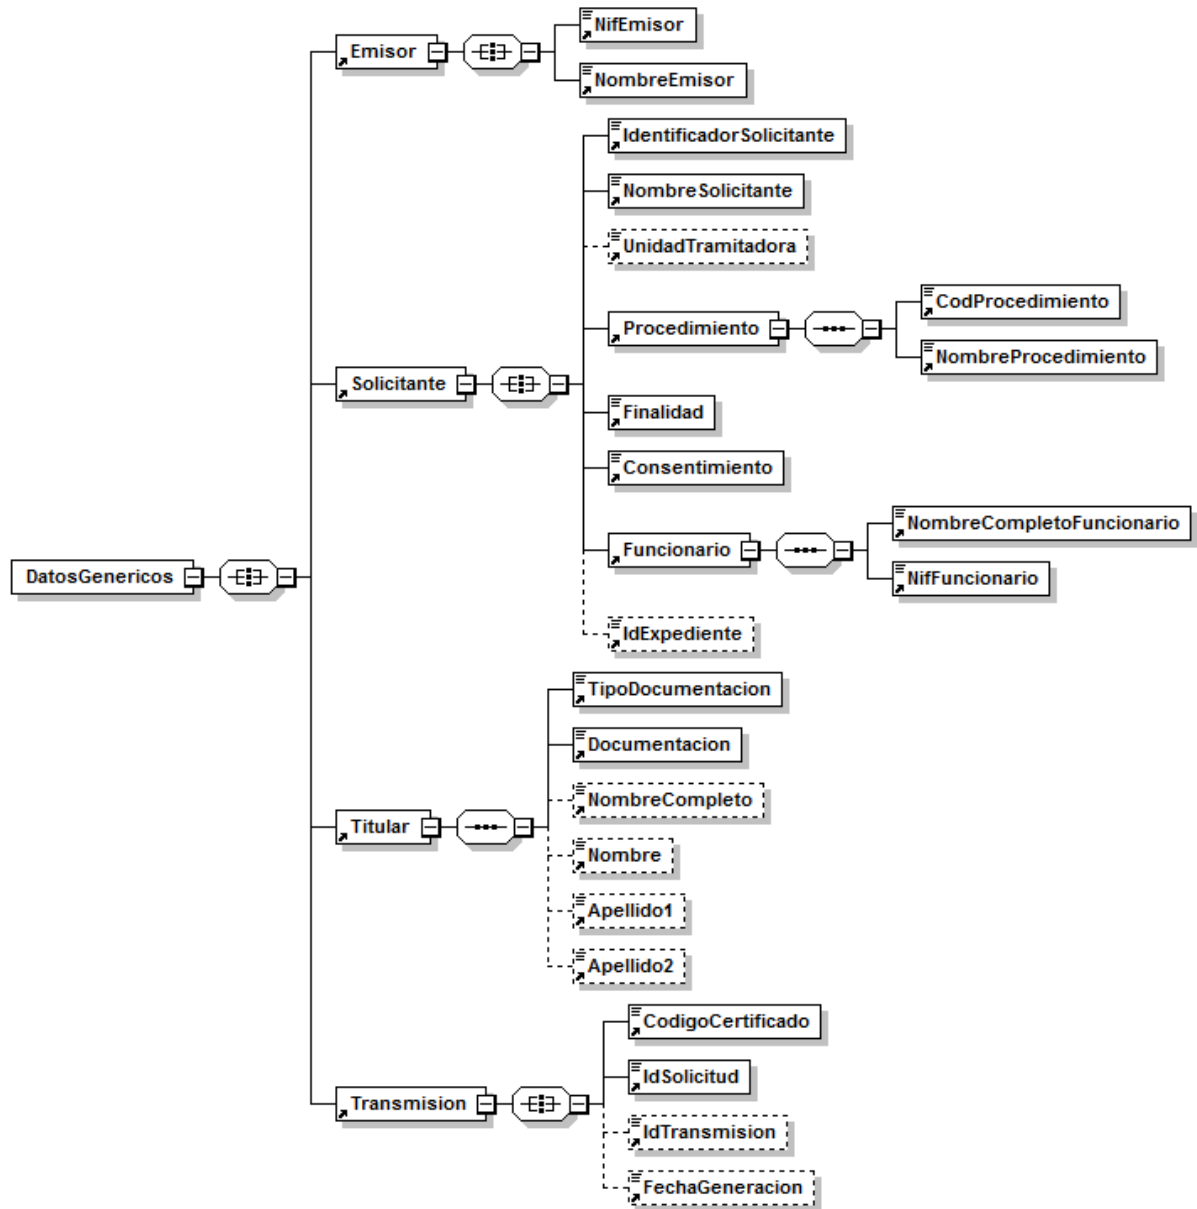 NifEmisor
Emisor
NombreEmisor
IdentificadorSolicitante
NombreSolicitante
UnidadTramitadora
CodProcedimiento
Procedimiento
NombreProcedimiento
Solicitante
Finalidad
Consentimiento
NombreCompletoFuncionario
Funcionario
NifFuncionario
DatosGenericos
IdExpediente
TipoDocumentacion
Documentacion
NombreCompleto
Titular
Nombre
Apellido1
Apellido2
CodigoCertificado
IdSolicitud
Transmision
IdTransmision
FechaGeneracion